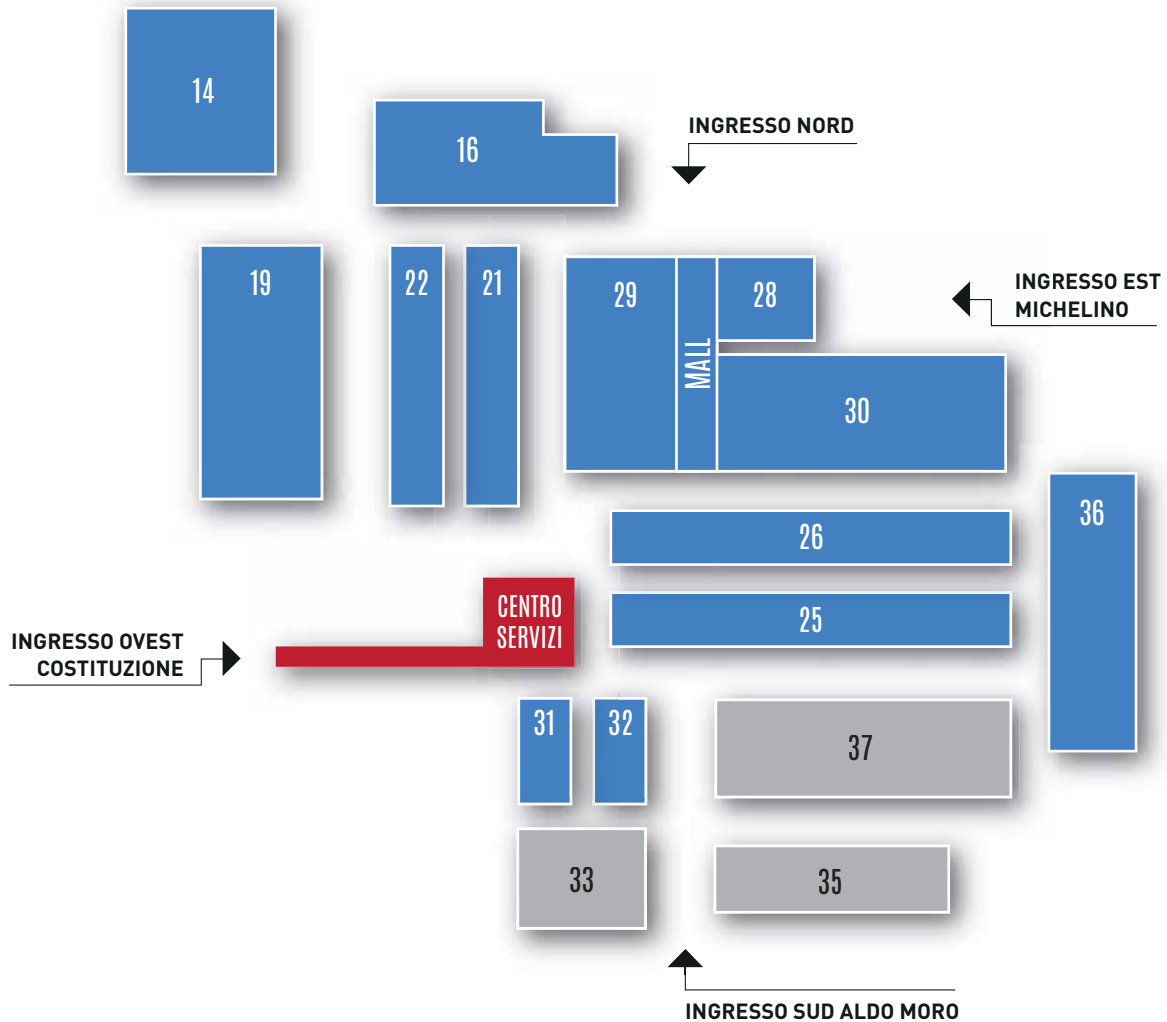 14
16
INGRESSO NORD
19
22
21
29
MALL
28
INGRESSO EST
MICHELINO
30
36
26
25
CENTRO
SERVIZI
INGRESSO OVEST
COSTITUZIONE
31
32
37
33
35
INGRESSO SUD ALDO MORO